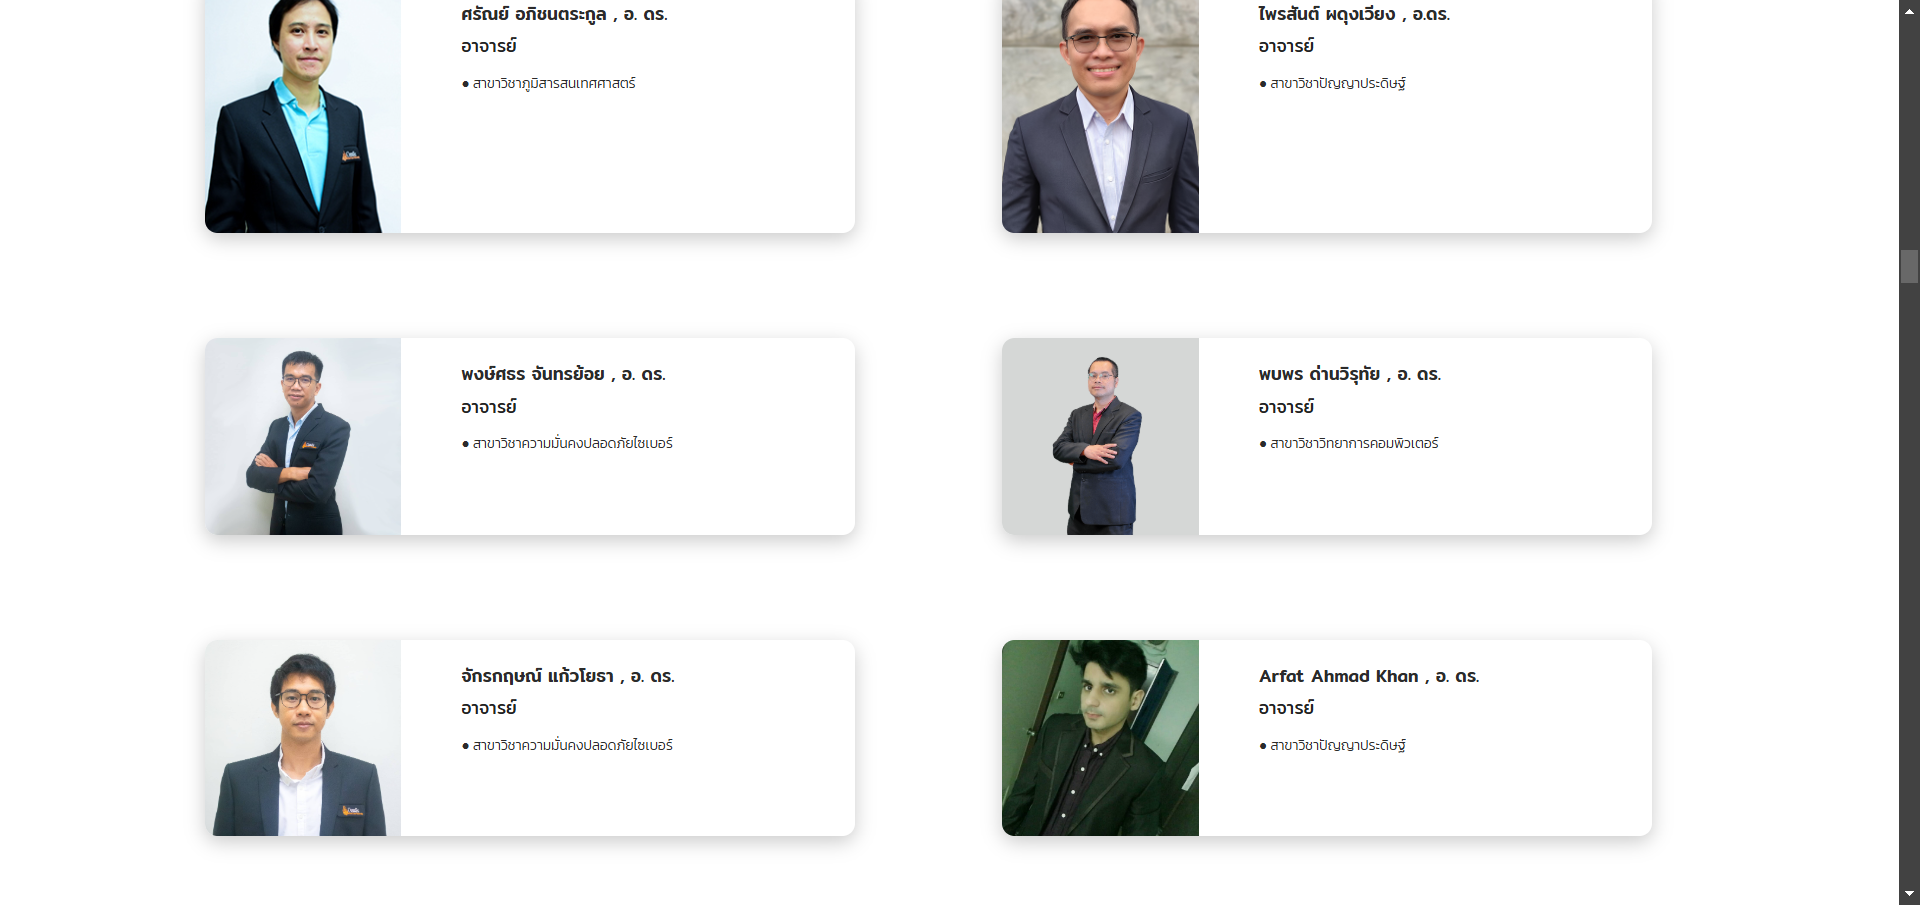 ศรัณย์ อภิชนตระกูล , อ. ดร.
อาจารย์
● สาขาวิชาภูมิสารสนเทศศาสตร์
ไพรสันต์ ผดุงเวียง , อ.ดร.
อาจารย์
● สาขาวิชาปัญญาประดิษฐ์
พงษ์ศธร จันทรย้อย , อ. ดร.
อาจารย์
● สาขาวิชาความมั่นคงปลอดภัยไซเบอร์
พบพร ด่านวิรุทัย , อ. ดร.
อาจารย์
● สาขาวิชาวิทยาการคอมพิวเตอร์
จักรกฤษณ์ แก้วโยธา , อ. ดร.
อาจารย์
● สาขาวิชาความมั่นคงปลอดภัยไซเบอร์
Arfat Ahmad Khan , อ. ดร.
อาจารย์
● สาขาวิชาปัญญาประดิษฐ์